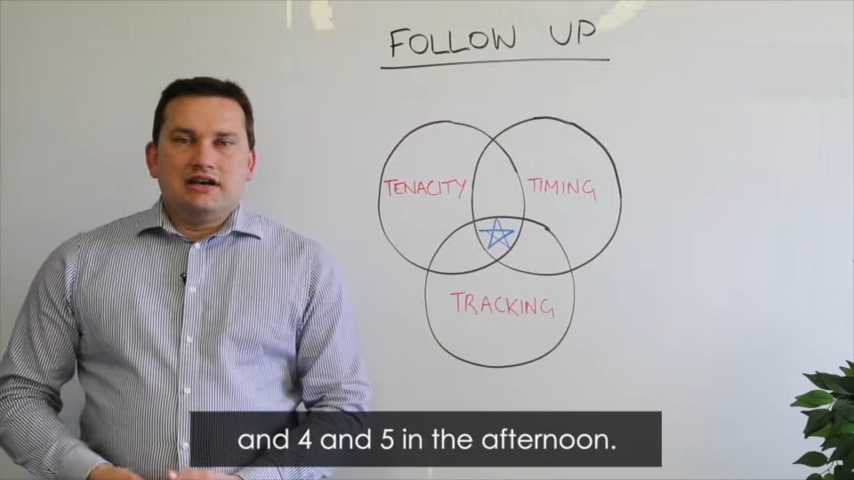 FOLLOW UP
TENACITY
TIMING
TRACKING
and 4 and 5 in the afternoon.